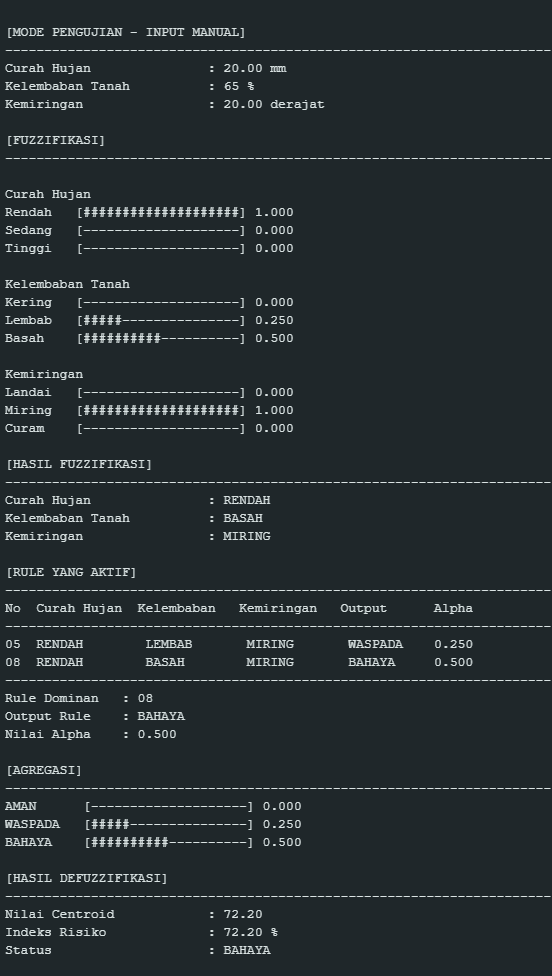 [MODE PENGUJIAN - INPUT MANUAL]
----------------------------------------------------------------------
Curah Hujan               : 20.00 mm
Kelembaban Tanah          : 65 %
Kemiringan                : 20.00 derajat
[FUZZIFIKASI]
----------------------------------------------------------------------
Curah Hujan
Rendah   [####################] 1.000
Sedang   [--------------------] 0.000
Tinggi   [--------------------] 0.000
Kelembaban Tanah
Kering   [--------------------] 0.000
Lembab   [#####---------------] 0.250
Basah    [##########----------] 0.500
Kemiringan
Landai   [--------------------] 0.000
Miring   [####################] 1.000
Curam    [--------------------] 0.000
[HASIL FUZZIFIKASI]
----------------------------------------------------------------------
Curah Hujan               : RENDAH
Kelembaban Tanah          : BASAH
Kemiringan                : MIRING
[RULE YANG AKTIF]
----------------------------------------------------------------------
No  Curah Hujan  Kelembaban   Kemiringan   Output      Alpha
----------------------------------------------------------------------
05  RENDAH        LEMBAB       MIRING       WASPADA    0.250
08  RENDAH        BASAH        MIRING       BAHAYA     0.500
----------------------------------------------------------------------
Rule Dominan   : 08
Output Rule    : BAHAYA
Nilai Alpha    : 0.500
[AGREGASI]
----------------------------------------------------------------------
AMAN      [--------------------] 0.000
WASPADA   [#####---------------] 0.250
BAHAYA    [##########----------] 0.500
[HASIL DEFUZZIFIKASI]
----------------------------------------------------------------------
Nilai Centroid            : 72.20
Indeks Risiko             : 72.20 %
Status                    : BAHAYA